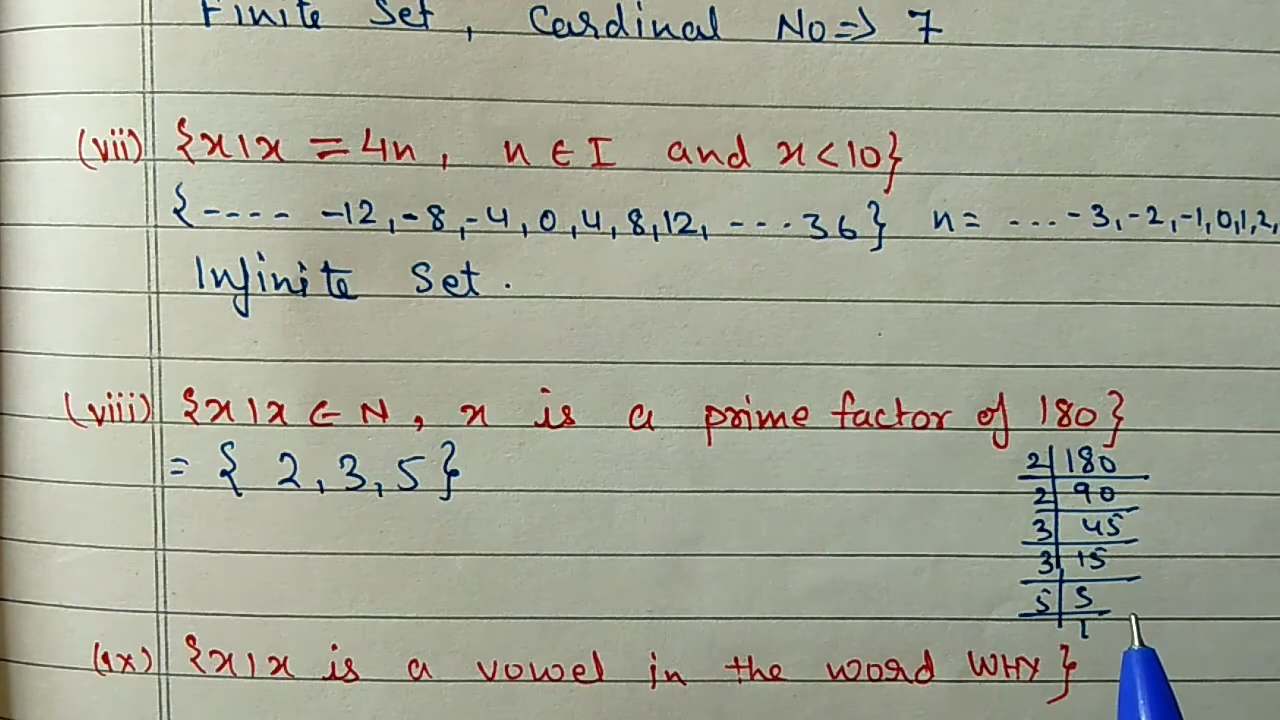 Finite Set, Cardinal No => 7
(vii) {x|x = 4n, n ∈ I and x < 10}
{---- -12, -8, -4, 0, 4, 8, 12, --- 36} n = ... -3, -2, -1, 0, 1, 2,
Infinite Set.
(viii) {x|x ∈ N, x is a prime factor of 180}
= { 2, 3, 5}
2|180
2|90
3|45
3|15
5|5
1
(ix) {x|x is a vowel in the word WHY}